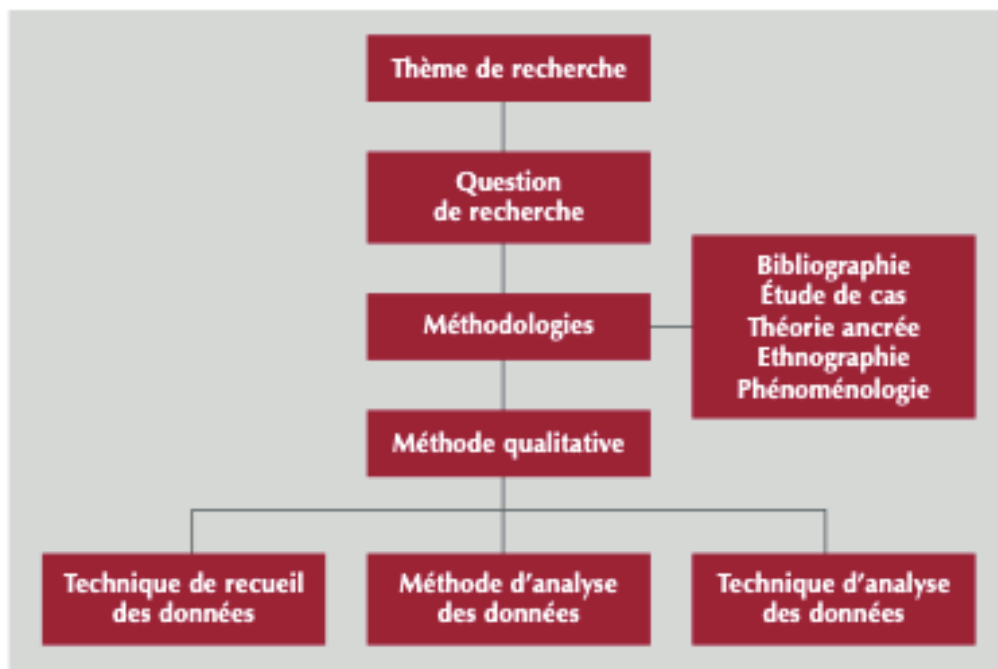 Thème de recherche
Question
de recherche
Méthodologies
Bibliographie
Étude de cas
Théorie ancrée
Ethnographie
Phénoménologie
Méthode qualitative
Technique de recueil
des données
Méthode d'analyse
des données
Technique d'analyse
des données